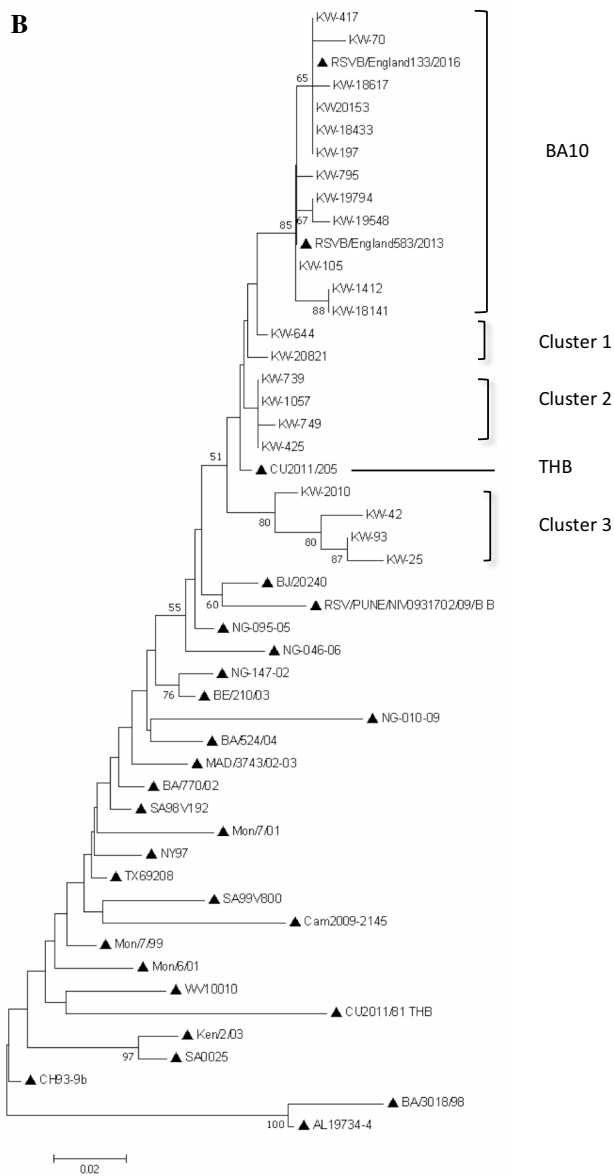 B
KW-417
KW-70
RSVB/England133/2016
65
KW-18617
KW20153
KW-18433
KW-197
BA10
KW-795
KW-19794
67
KW-19548
85
RSVB/England583/2013
KW-105
KW-1412
88
KW-18141
KW-644
Cluster 1
KW-20821
KW-739
KW-1057
Cluster 2
KW-749
KW-425
51
CU2011/205
THB
KW-2010
80
KW-42
Cluster 3
80
KW-93
87
KW-25
BJ/20240
60
RSV/PUNE/NIV0931702/09/B B
55
NG-095-05
NG-046-06
NG-147-02
76
BE/210/03
NG-010-09
BA/524/04
MAD/3743/02-03
BA/770/02
SA98V192
Mon/7/01
NY97
TX69208
SA99V800
Cam2009-2145
Mon/7/99
Mon/6/01
WV10010
CU2011/81 THB
Ken/2/03
97
SA0025
CH93-9b
BA/3018/98
100
AL19734-4
0.02